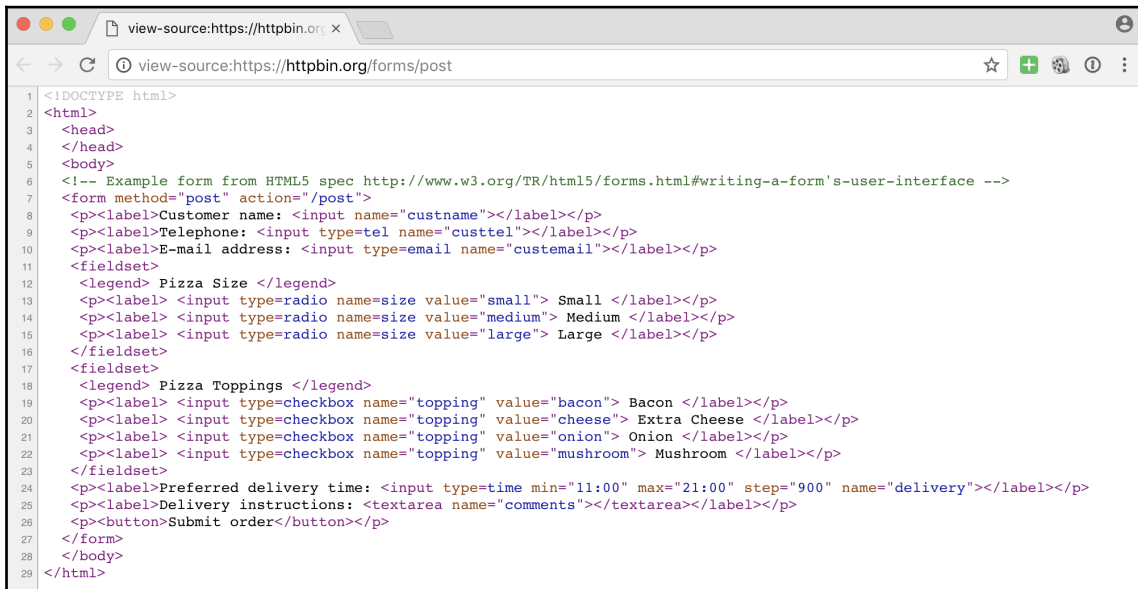 view-source:https://httpbin.org
view-source:https://httpbin.org/forms/post
1 <!DOCTYPE html>
2 <html>
3   <head>
4   </head>
5   <body>
6   <!-- Example form from HTML5 spec http://www.w3.org/TR/html5/forms.html#writing-a-form's-user-interface -->
7   <form method="post" action="/post">
8    <p><label>Customer name: <input name="custname"></label></p>
9    <p><label>Telephone: <input type=tel name="custtel"></label></p>
10    <p><label>E-mail address: <input type=email name="custemail"></label></p>
11    <fieldset>
12     <legend> Pizza Size </legend>
13     <p><label> <input type=radio name=size value="small"> Small </label></p>
14     <p><label> <input type=radio name=size value="medium"> Medium </label></p>
15     <p><label> <input type=radio name=size value="large"> Large </label></p>
16    </fieldset>
17    <fieldset>
18     <legend> Pizza Toppings </legend>
19     <p><label> <input type=checkbox name="topping" value="bacon"> Bacon </label></p>
20     <p><label> <input type=checkbox name="topping" value="cheese"> Extra Cheese </label></p>
21     <p><label> <input type=checkbox name="topping" value="onion"> Onion </label></p>
22     <p><label> <input type=checkbox name="topping" value="mushroom"> Mushroom </label></p>
23    </fieldset>
24    <p><label>Preferred delivery time: <input type=time min="11:00" max="21:00" step="900" name="delivery"></label></p>
25    <p><label>Delivery instructions: <textarea name="comments"></textarea></label></p>
26    <p><button>Submit order</button></p>
27   </form>
28   </body>
29 </html>